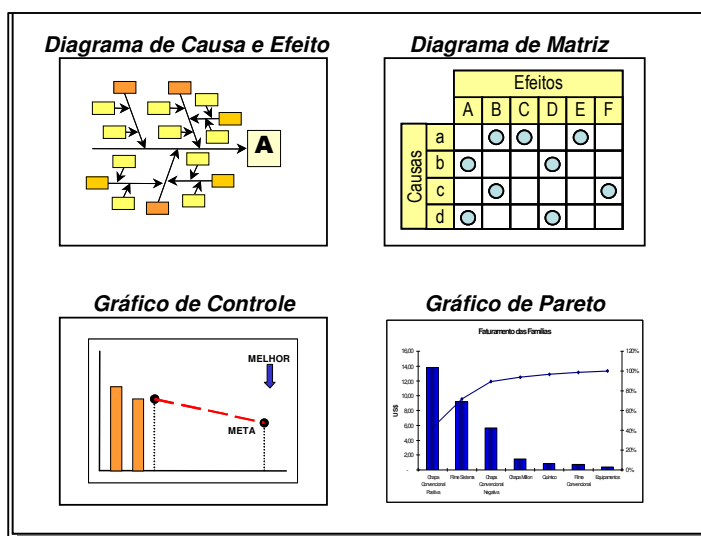 Diagrama de Causa e Efeito
A
Diagrama de Matriz
Efeitos
A B C D E F
Causas
a
b
c
d
Gráfico de Controle
MELHOR
META
Gráfico de Pareto
Faturamento das Famílias
US$
16,00
14,00
12,00
10,00
8,00
6,00
4,00
2,00
-
120%
100%
80%
60%
40%
20%
0%
Chapa Convencional Positiva
Filme Sistema
Chapa Convencional Negativa
Chapa Million
Químico
Filme Convencional
Equipamentos